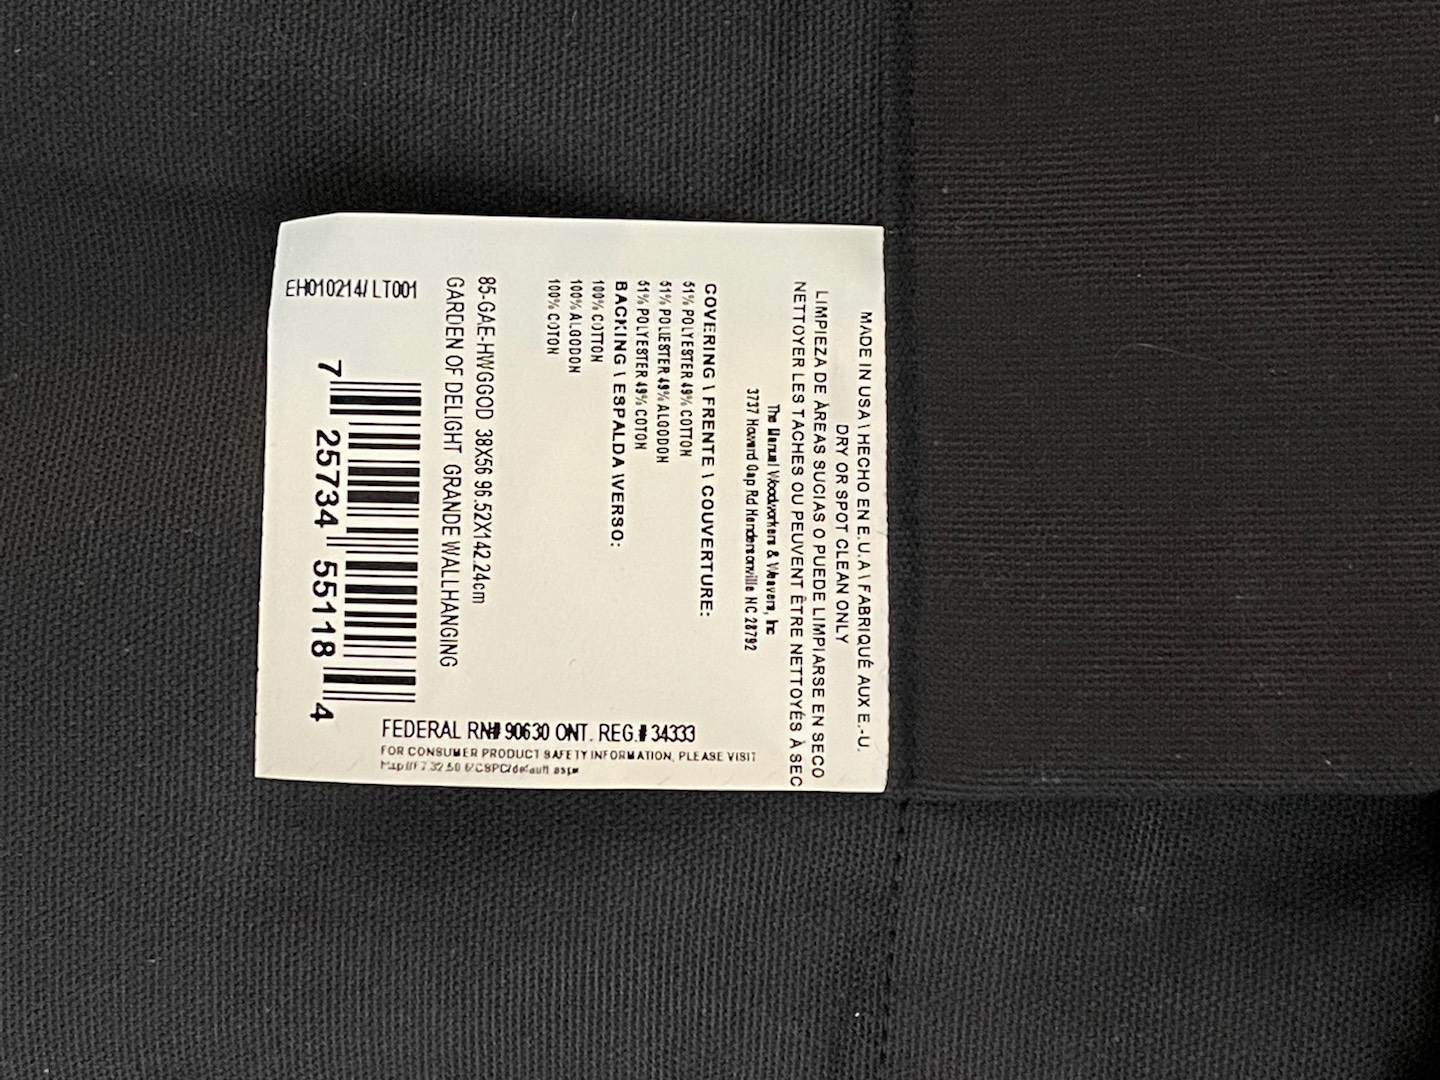 MADE IN USA \ HECHO EN E.U.A \ FABRIQUÉ AUX E.-U.
DRY OR SPOT CLEAN ONLY
LIMPIEZA DE ÀREAS SUCIAS O PUEDE LIMPIARSE EN SECO
NETTOYER LES TACHES OU PEUVENT ÊTRE NETTOYÉS À SEC
The Manual Woodworkers & Weavers, Inc
3737 Howard Gap Rd Hendersonville NC 28792
COVERING \ FRENTE \ COUVERTURE:
51% POLYESTER 49% COTTON
51% POLIESTER 49% ALGODON
51% POLYESTER 49% COTON
BACKING \ ESPALDA \VERSO:
100% COTTON
100% ALGODON
100% COTON
85-GAE-HWGGOD 38X56 96.52X142.24cm
GARDEN OF DELIGHT GRANDE WALLHANGING
7 25734 55118 4
EH010214/ LT001
FEDERAL RN# 90630 ONT. REG.# 34333
FOR CONSUMER PRODUCT SAFETY INFORMATION, PLEASE VISIT